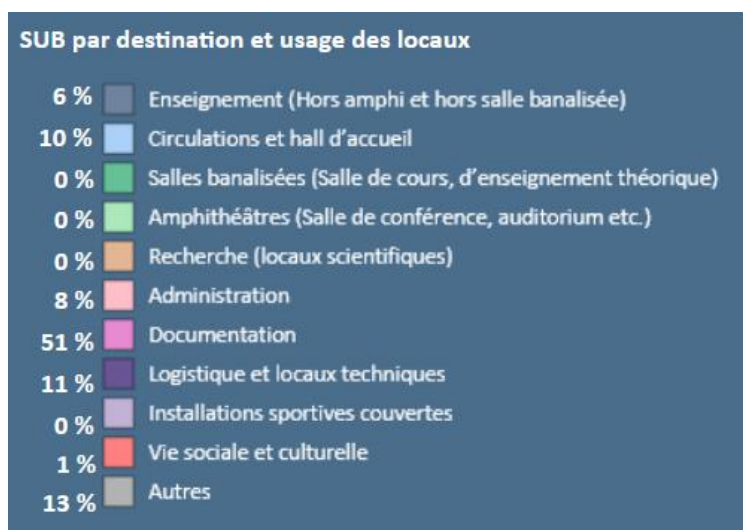 SUB par destination et usage des locaux
6 % Enseignement (Hors amphi et hors salle banalisée)
10 % Circulations et hall d'accueil
0 % Salles banalisées (Salle de cours, d'enseignement théorique)
0 % Amphithéâtres (Salle de conférence, auditorium etc.)
0 % Recherche (locaux scientifiques)
8 % Administration
51 % Documentation
11 % Logistique et locaux techniques
0 % Installations sportives couvertes
1 % Vie sociale et culturelle
13 % Autres